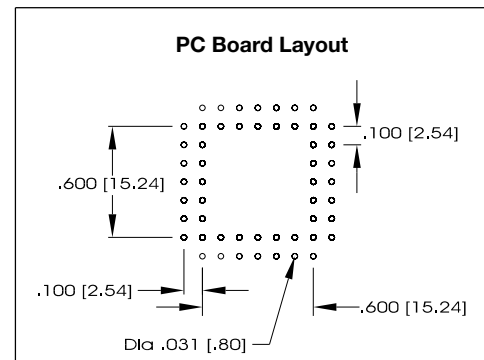 PC Board Layout
.100 [2.54]
.600 [15.24]
.100 [2.54]
.600 [15.24]
Dia .031 [.80]